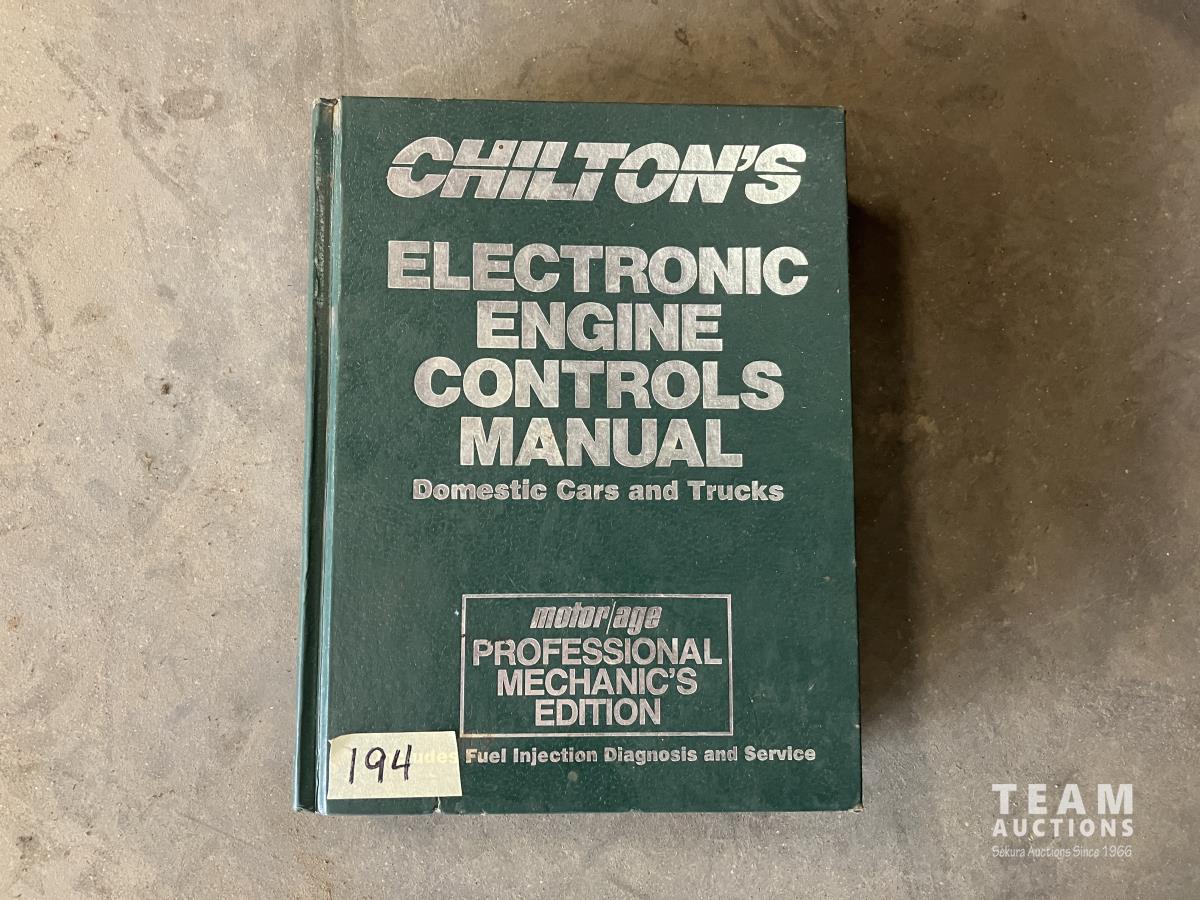 CHILTON'S
ELECTRONIC
ENGINE
CONTROLS
MANUAL
Domestic Cars and Trucks
motor/age
PROFESSIONAL
MECHANIC'S
EDITION
Fuel Injection Diagnosis and Service
194
TEAM
AUCTIONS
Sekura Auctions Since 1966